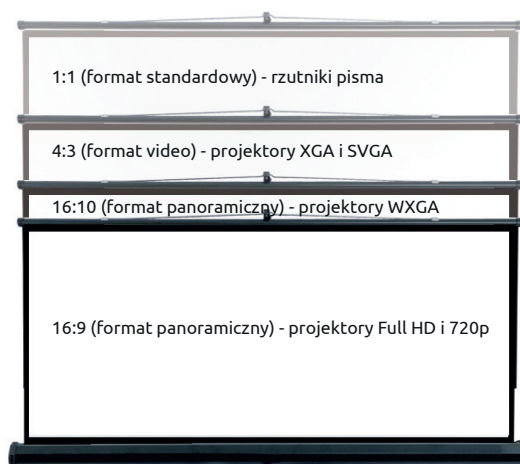 1:1 (format standardowy) - rzutniki pisma
4:3 (format video) - projektory XGA i SVGA
16:10 (format panoramiczny) - projektory WXGA
16:9 (format panoramiczny) - projektory Full HD i 720p